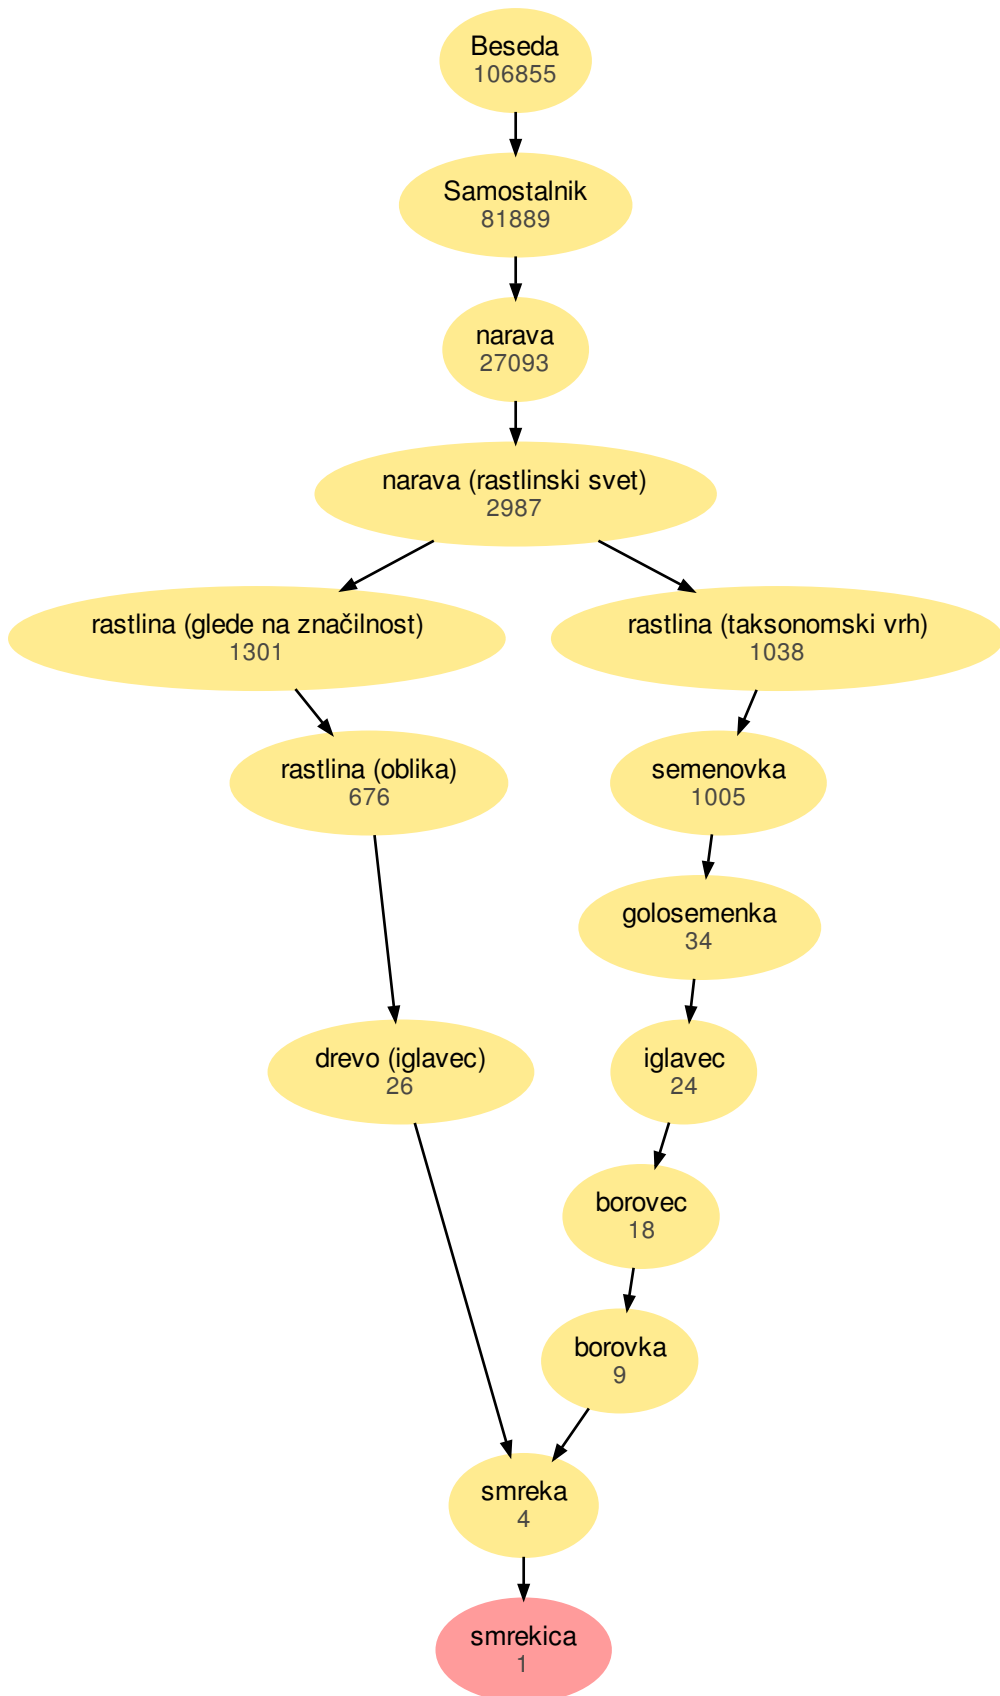 Beseda
106855
Samostalnik
81889
narava
27093
narava (rastlinski svet)
2987
rastlina (glede na značilnost)
1301
rastlina (taksonomski vrh)
1038
rastlina (oblika)
676
semenovka
1005
golosemenka
34
drevo (iglavec)
26
iglavec
24
borovec
18
borovka
9
smreka
4
smrekica
1